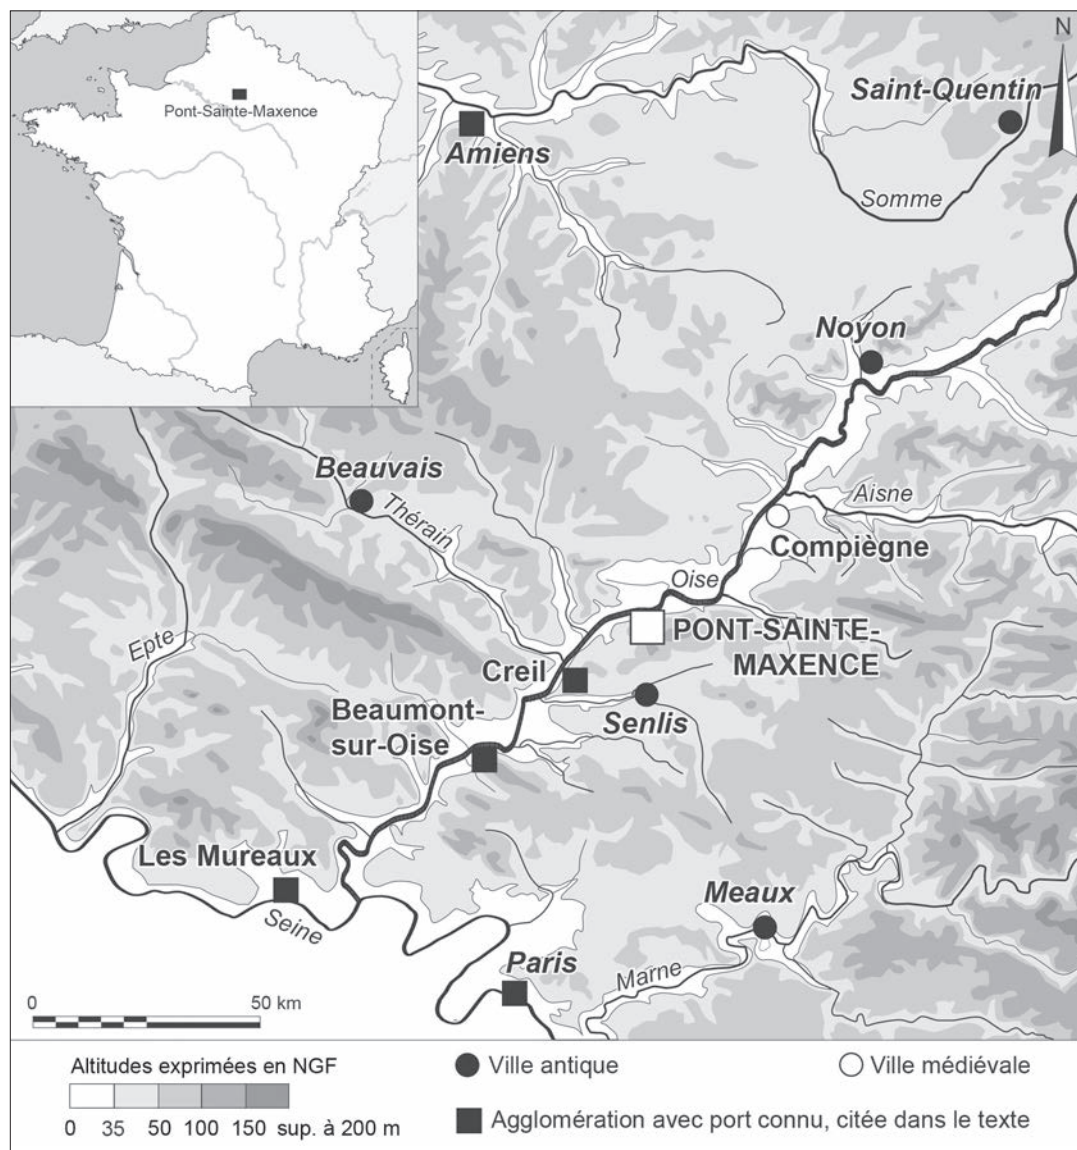 Pont-Sainte-Maxence
N
Saint-Quentin
Amiens
Somme
Noyon
Beauvais
Thérain
Aisne
Compiègne
Oise
PONT-SAINTE-
MAXENCE
Epte
Creil
Senlis
Beaumont-
sur-Oise
Les Mureaux
Seine
Meaux
Paris
Marne
0 50 km
Altitudes exprimées en NGF
0 35 50 100 150 sup. à 200 m
Ville antique
Ville médiévale
Agglomération avec port connu, citée dans le texte